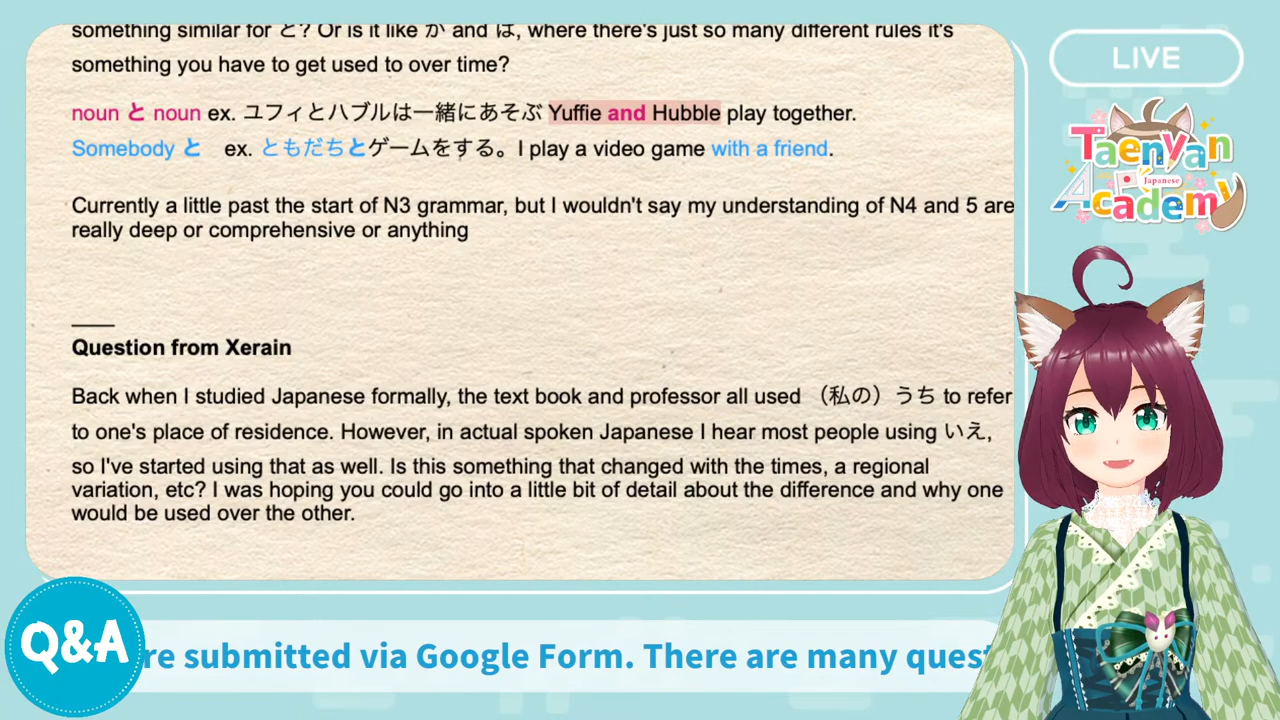 something similar for と? Or is it like が and は, where there's just so many different rules it's
something you have to get used to over time?
noun と noun ex. ユフィとハブルは一緒にあそぶ Yuffie and Hubble play together.
Somebody と ex. ともだちとゲームをする。I play a video game with a friend.
Currently a little past the start of N3 grammar, but I wouldn't say my understanding of N4 and 5 are
really deep or comprehensive or anything
Question from Xerain
Back when I studied Japanese formally, the text book and professor all used （私の）うち to refer
to one's place of residence. However, in actual spoken Japanese I hear most people using いえ,
so I've started using that as well. Is this something that changed with the times, a regional
variation, etc? I was hoping you could go into a little bit of detail about the difference and why one
would be used over the other.
LIVE
Taenyan
Japanese
Academy
Q&A
re submitted via Google Form. There are many quest